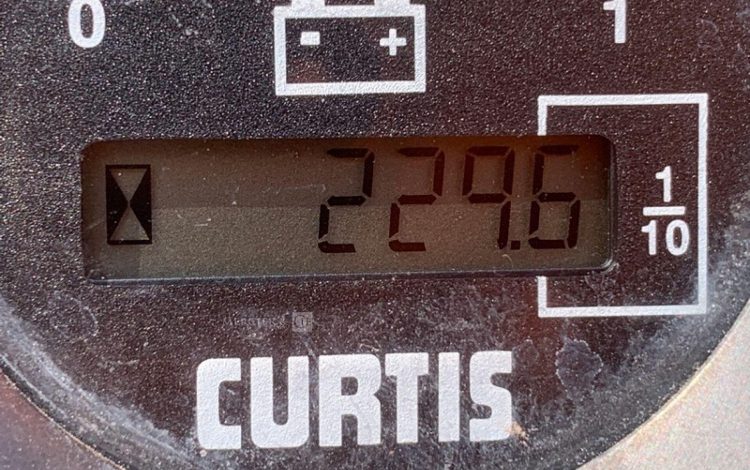 0 1
- +
229.6
1/10
CURTIS